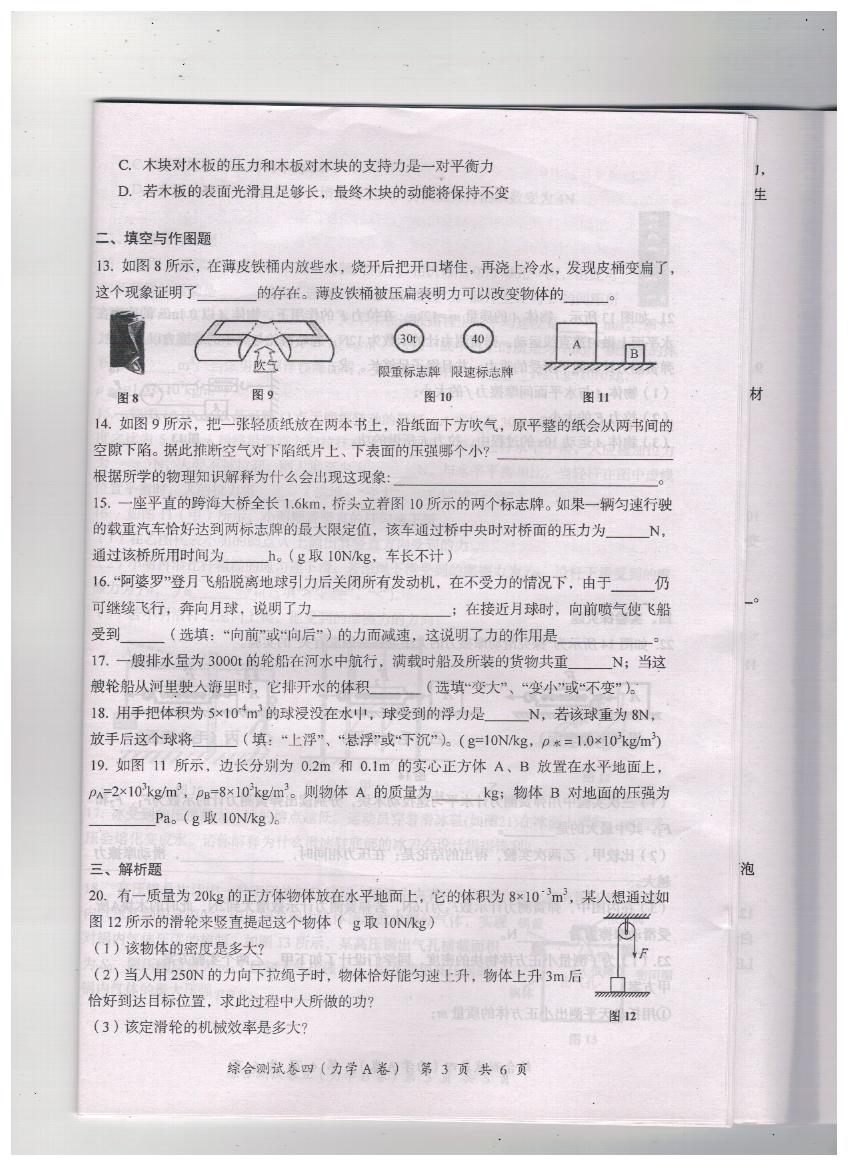 C. 木块对木板的压力和木板对木块的支持力是一对平衡力
D. 若木板的表面光滑且足够长，最终木块的动能将保持不变
二、填空与作图题
13. 如图 8 所示，在薄皮铁桶内放些水，烧开后把开口堵住，再浇上冷水，发现皮桶变扁了，
这个现象证明了________的存在。薄皮铁桶被压扁表明力可以改变物体的______。
30t 40 A B
吹气 限重标志牌 限速标志牌
图 8 图 9 图 10 图 11
14. 如图 9 所示，把一张轻质纸放在两本书上，沿纸面下方吹气，原平整的纸会从两书间的
空隙下陷。据此推断空气对下陷纸片上、下表面的压强哪个小？________________________
根据所学的物理知识解释为什么会出现这现象:____________________________________。
15. 一座平直的跨海大桥全长 1.6km，桥头立着图 10 所示的两个标志牌。如果一辆匀速行驶
的载重汽车恰好达到两标志牌的最大限定值，该车通过桥中央时对桥面的压力为______N，
通过该桥所用时间为______h。( g 取 10N/kg，车长不计 )
16. “阿婆罗”登月飞船脱离地球引力后关闭所有发动机，在不受力的情况下，由于______仍
可继续飞行，奔向月球，说明了力__________________；在接近月球时，向前喷气使飞船
受到______（选填：“向前”或“向后”）的力而减速，这说明了力的作用是____________。
17. 一艘排水量为 3000t 的轮船在河水中航行，满载时船及所装的货物共重______N；当这
艘轮船从河里驶入海里时，它排开水的体积_______（选填“变大”、“变小”或“不变”）。
18. 用手把体积为 5×10⁻⁴m³ 的球浸没在水中，球受到的浮力是______N，若该球重为 8N，
放手后这个球将______（填：“上浮”、“悬浮”或“下沉”）。( g=10N/kg，ρ水＝1.0×10³kg/m³)
19. 如图 11 所示，边长分别为 0.2m 和 0.1m 的实心正方体 A、B 放置在水平地面上，
ρA=2×10³kg/m³，ρB=8×10³kg/m³。则物体 A 的质量为_______kg；物体 B 对地面的压强为
_________Pa。( g 取 10N/kg )。
三、解析题
20. 有一质量为 20kg 的正方体物体放在水平地面上，它的体积为 8×10⁻³m³，某人想通过如
图 12 所示的滑轮来竖直提起这个物体（ g 取 10N/kg）
（1）该物体的密度是多大?
（2）当人用 250N 的力向下拉绳子时，物体恰好能匀速上升，物体上升 3m 后
恰好到达目标位置，求此过程中人所做的功?
（3）该定滑轮的机械效率是多大?
F
图 12
综合测试卷四（力学 A 卷） 第 3 页 共 6 页
生
材
泡